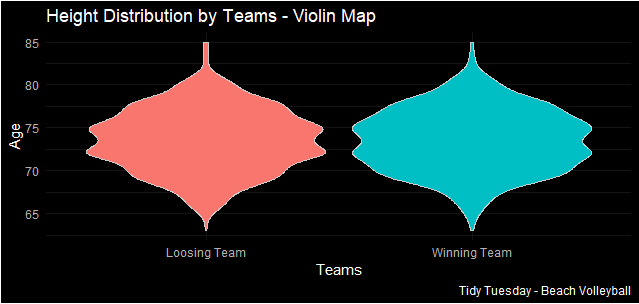 Height Distribution by Teams - Violin Map
Age
85
80
75
70
65
Loosing Team
Winning Team
Teams
Tidy Tuesday - Beach Volleyball